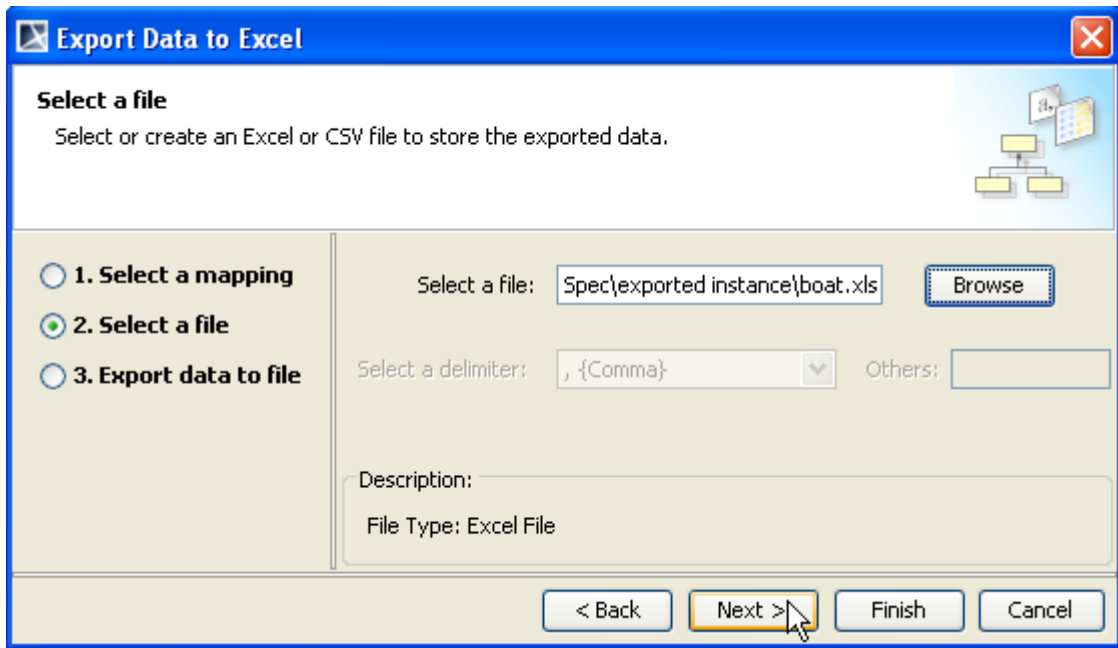 Export Data to Excel
Select a file
Select or create an Excel or CSV file to store the exported data.
a,
1. Select a mapping
2. Select a file
3. Export data to file
Select a file: Spec\exported instance\boat.xls Browse
Select a delimiter: , {Comma} Others:
Description:
File Type: Excel File
< Back Next > Finish Cancel